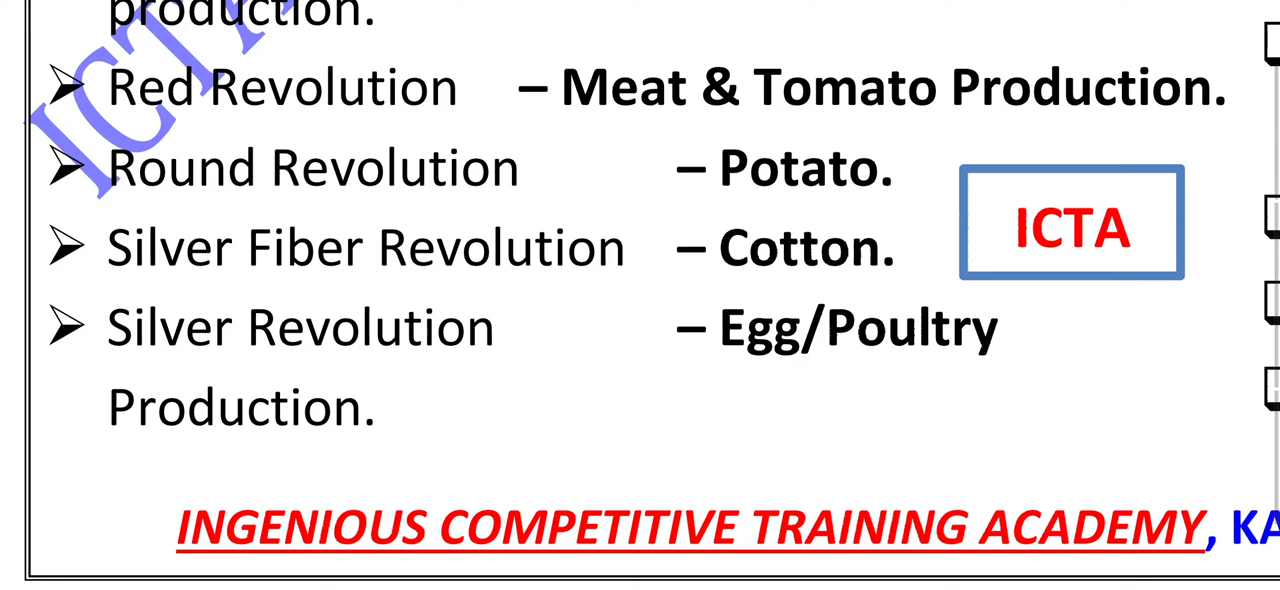 production.
➢ Red Revolution – Meat & Tomato Production.
➢ Round Revolution – Potato.
➢ Silver Fiber Revolution – Cotton.
➢ Silver Revolution – Egg/Poultry
Production.
ICTA
ICTA
INGENIOUS COMPETITIVE TRAINING ACADEMY, KA